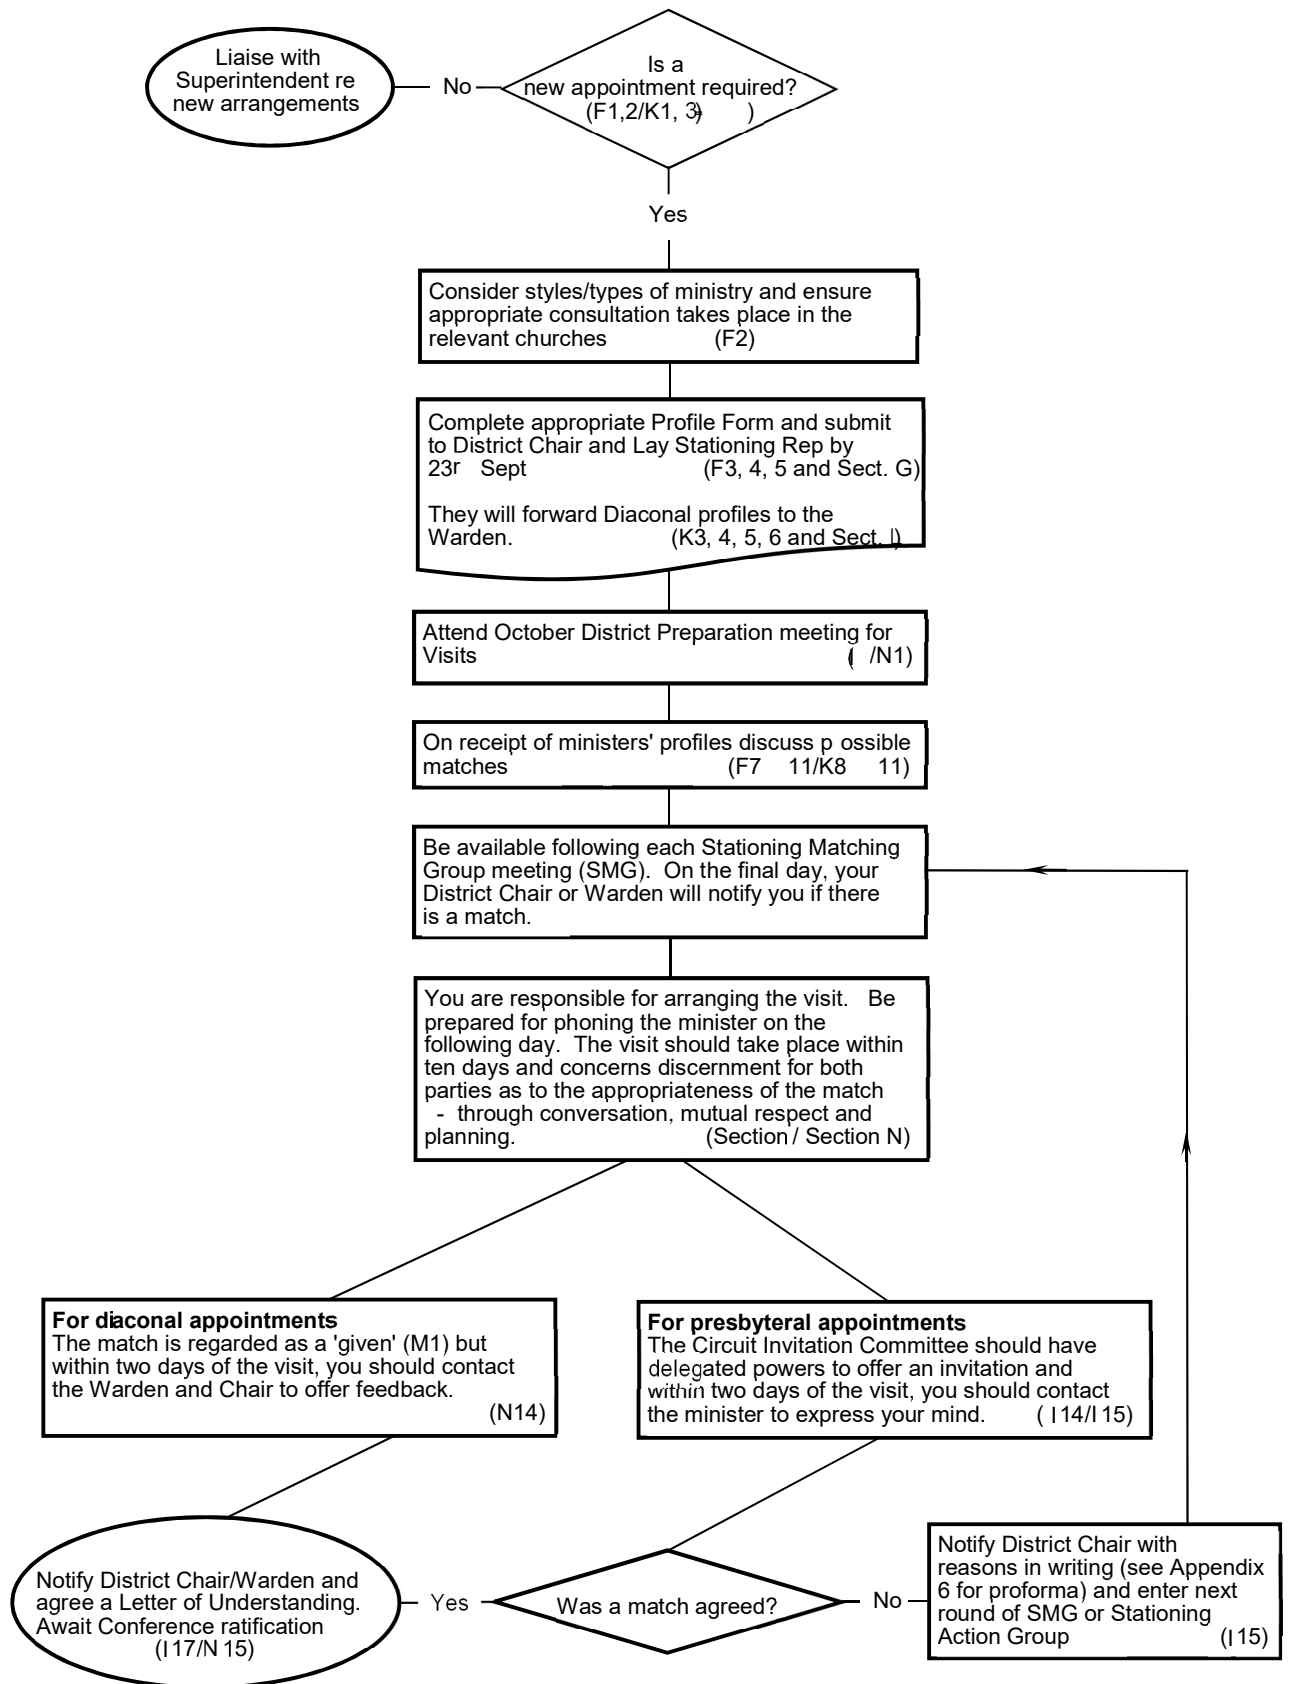 Liaise with
Superintendent re
new arrangements
No
Is a
new appointment required?
(F1,2/K1, 3 )
Yes
Consider styles/types of ministry and ensure
appropriate consultation takes place in the
relevant churches (F2)
Complete appropriate Profile Form and submit
to District Chair and Lay Stationing Rep by
23r Sept (F3, 4, 5 and Sect. G)
They will forward Diaconal profiles to the
Warden. (K3, 4, 5, 6 and Sect. L)
Attend October District Preparation meeting for
Visits ( /N1)
On receipt of ministers' profiles discuss p ossible
matches (F7 11/K8 11)
Be available following each Stationing Matching
Group meeting (SMG). On the final day, your
District Chair or Warden will notify you if there
is a match.
You are responsible for arranging the visit. Be
prepared for phoning the minister on the
following day. The visit should take place within
ten days and concerns discernment for both
parties as to the appropriateness of the match
- through conversation, mutual respect and
planning. (Section / Section N)
For diaconal appointments
The match is regarded as a 'given' (M1) but
within two days of the visit, you should contact
the Warden and Chair to offer feedback.
(N14)
For presbyteral appointments
The Circuit Invitation Committee should have
delegated powers to offer an invitation and
within two days of the visit, you should contact
the minister to express your mind. ( I14/I15)
Notify District Chair/Warden and
agree a Letter of Understanding.
Await Conference ratification
(I17/N 15)
Yes
Was a match agreed?
No
Notify District Chair with
reasons in writing (see Appendix
6 for proforma) and enter next
round of SMG or Stationing
Action Group (I15)